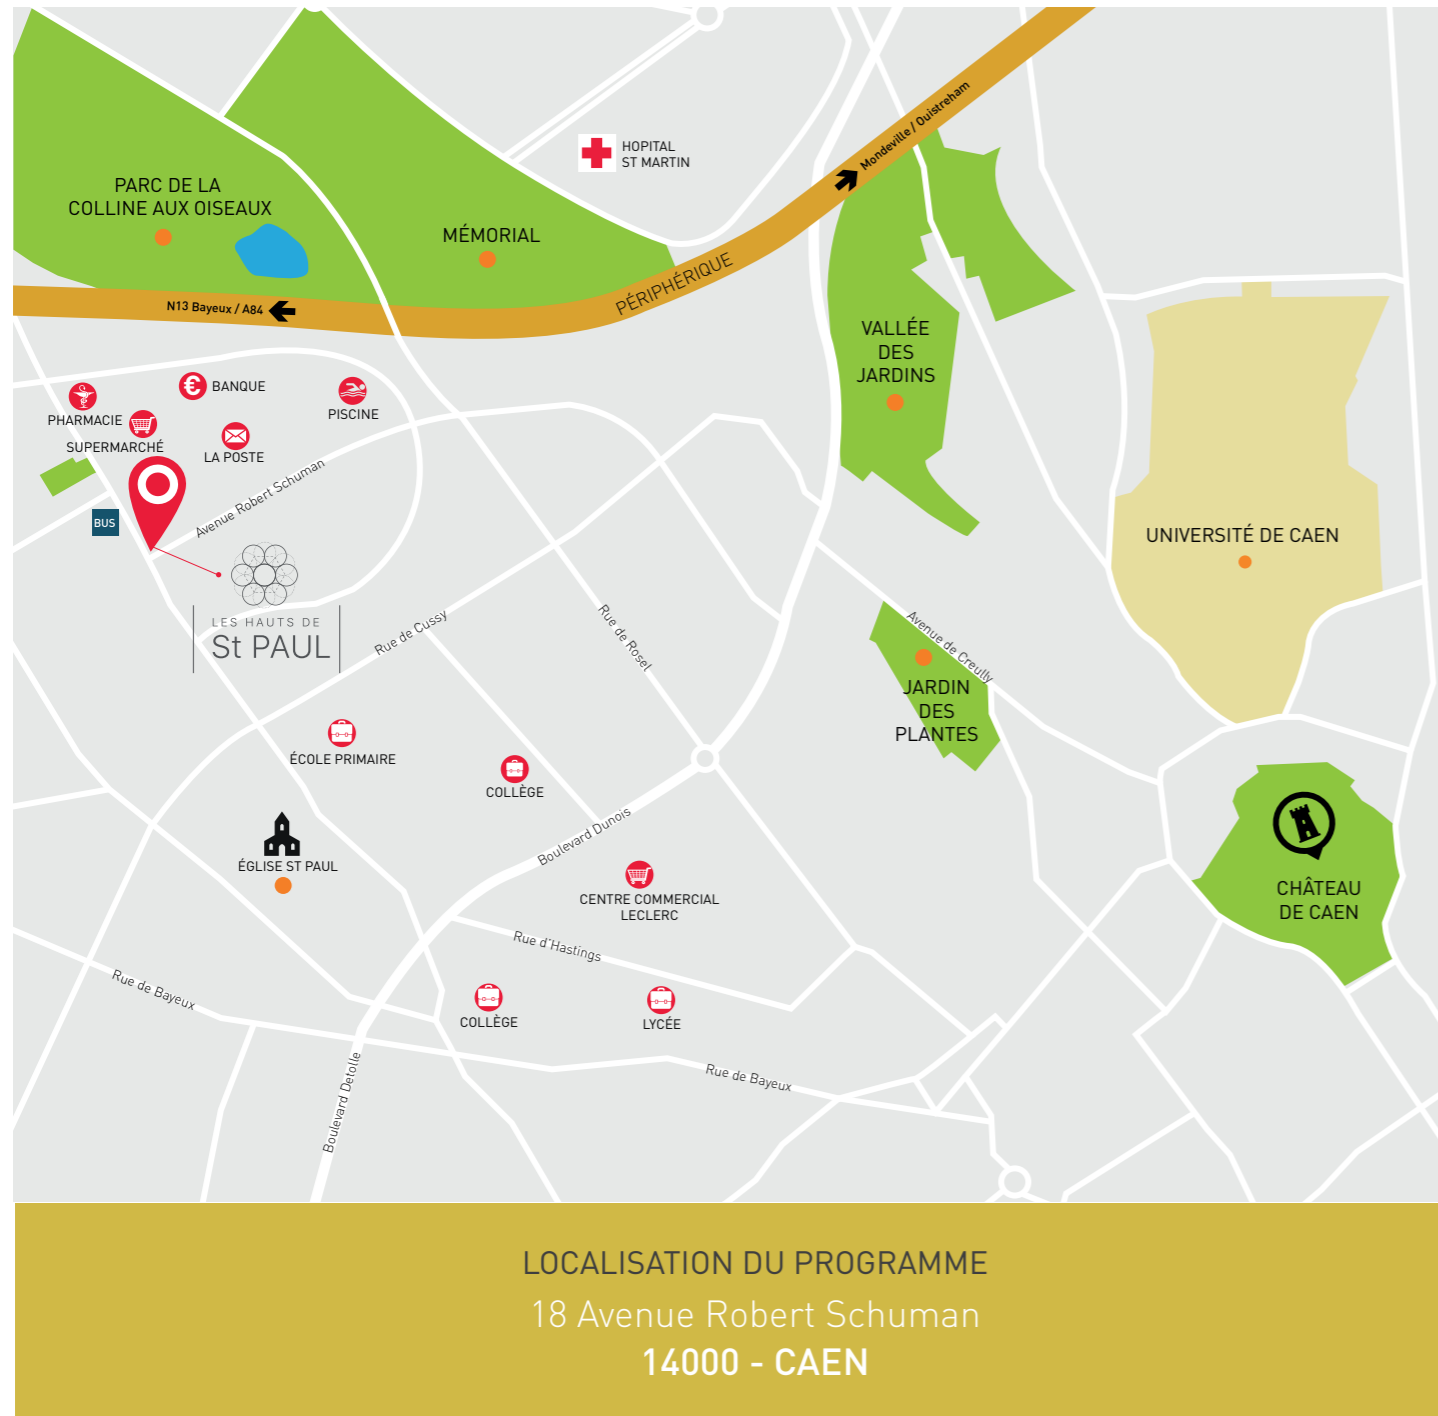 Mondeville / Ouistreham
HOPITAL
ST MARTIN
PARC DE LA
COLLINE AUX OISEAUX
MÉMORIAL
PÉRIPHÉRIQUE
N13 Bayeux / A84
VALLÉE
DES
JARDINS
BANQUE
PISCINE
PHARMACIE
SUPERMARCHÉ
LA POSTE
Avenue Robert Schuman
BUS
UNIVERSITÉ DE CAEN
LES HAUTS DE
St PAUL
Rue de Cussy
Rue de Rosel
Avenue de Creully
JARDIN
DES
PLANTES
ÉCOLE PRIMAIRE
COLLÈGE
Boulevard Dunois
ÉGLISE ST PAUL
CENTRE COMMERCIAL
LECLERC
CHÂTEAU
DE CAEN
Rue d'Hastings
Rue de Bayeux
COLLÈGE
LYCÉE
Rue de Bayeux
Boulevard Detolle
LOCALISATION DU PROGRAMME
18 Avenue Robert Schuman
14000 - CAEN